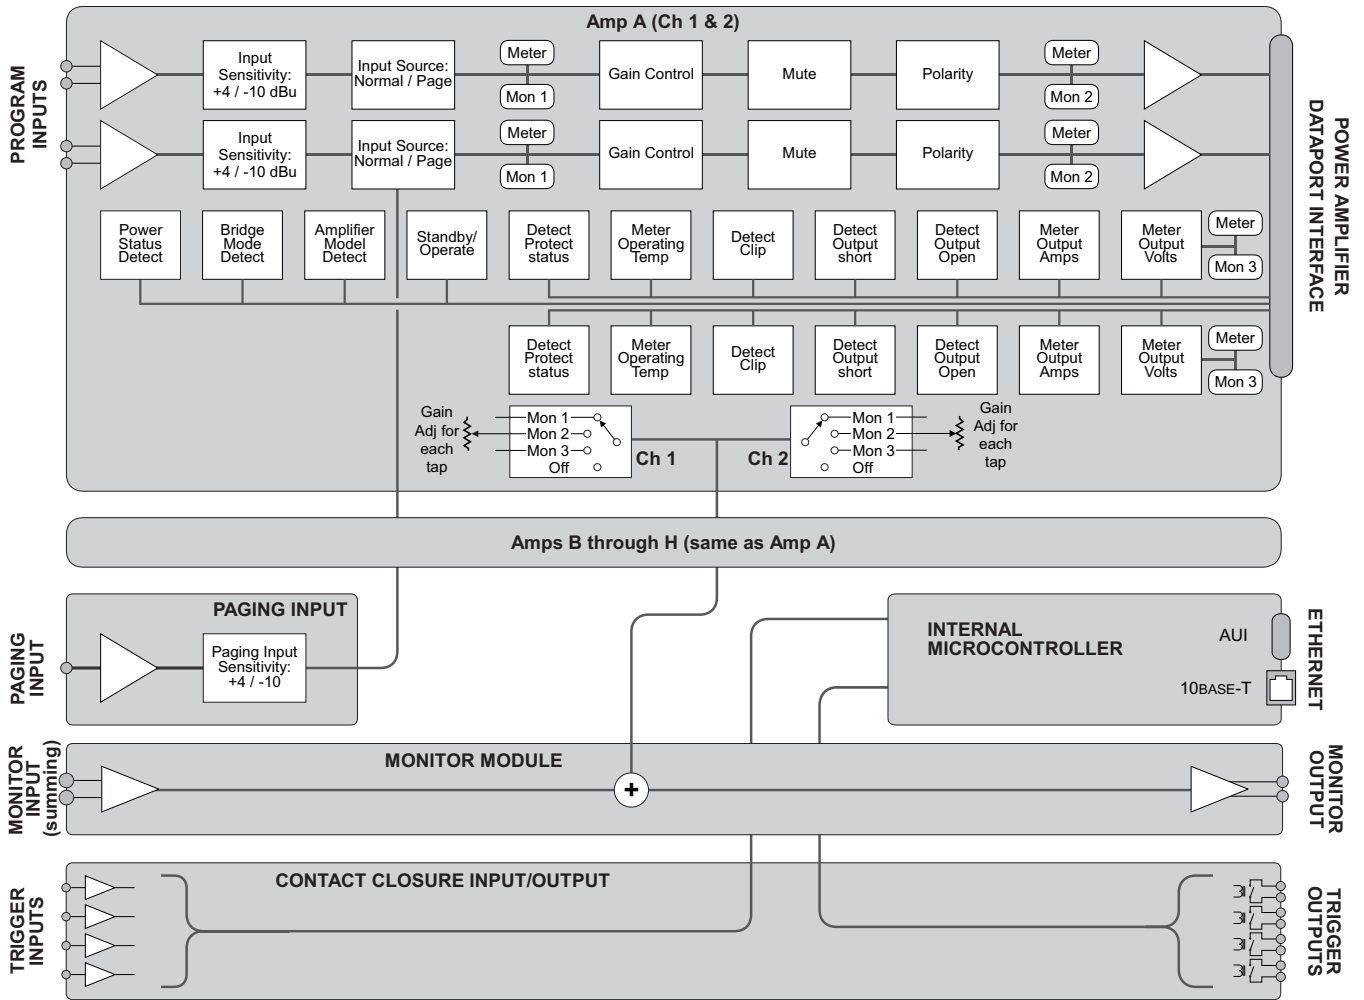 Amp A (Ch 1 & 2)
PROGRAM
INPUTS
Input
Sensitivity:
+4 / -10 dBu
Input Source:
Normal / Page
Meter
Mon 1
Gain Control
Mute
Polarity
Meter
Mon 2
Input
Sensitivity:
+4 / -10 dBu
Input Source:
Normal / Page
Meter
Mon 1
Gain Control
Mute
Polarity
Meter
Mon 2
POWER AMPLIFIER
DATAPORT INTERFACE
Power
Status
Detect
Bridge
Mode
Detect
Amplifier
Model
Detect
Standby/
Operate
Detect
Protect
status
Meter
Operating
Temp
Detect
Clip
Detect
Output
short
Detect
Output
Open
Meter
Output
Amps
Meter
Output
Volts
Meter
Mon 3
Detect
Protect
status
Meter
Operating
Temp
Detect
Clip
Detect
Output
short
Detect
Output
Open
Meter
Output
Amps
Meter
Output
Volts
Meter
Mon 3
Gain
Adj for
each
tap
Mon 1
Mon 2
Mon 3
Off
Ch 1
Ch 2
Mon 1
Mon 2
Mon 3
Off
Gain
Adj for
each
tap
Amps B through H (same as Amp A)
PAGING
INPUT
PAGING INPUT
Paging Input
Sensitivity:
+4 / -10
INTERNAL
MICROCONTROLLER
AUI
10BASE-T
ETHERNET
MONITOR
INPUT
(summing)
MONITOR MODULE
+
MONITOR
OUTPUT
TRIGGER
INPUTS
CONTACT CLOSURE INPUT/OUTPUT
TRIGGER
OUTPUTS